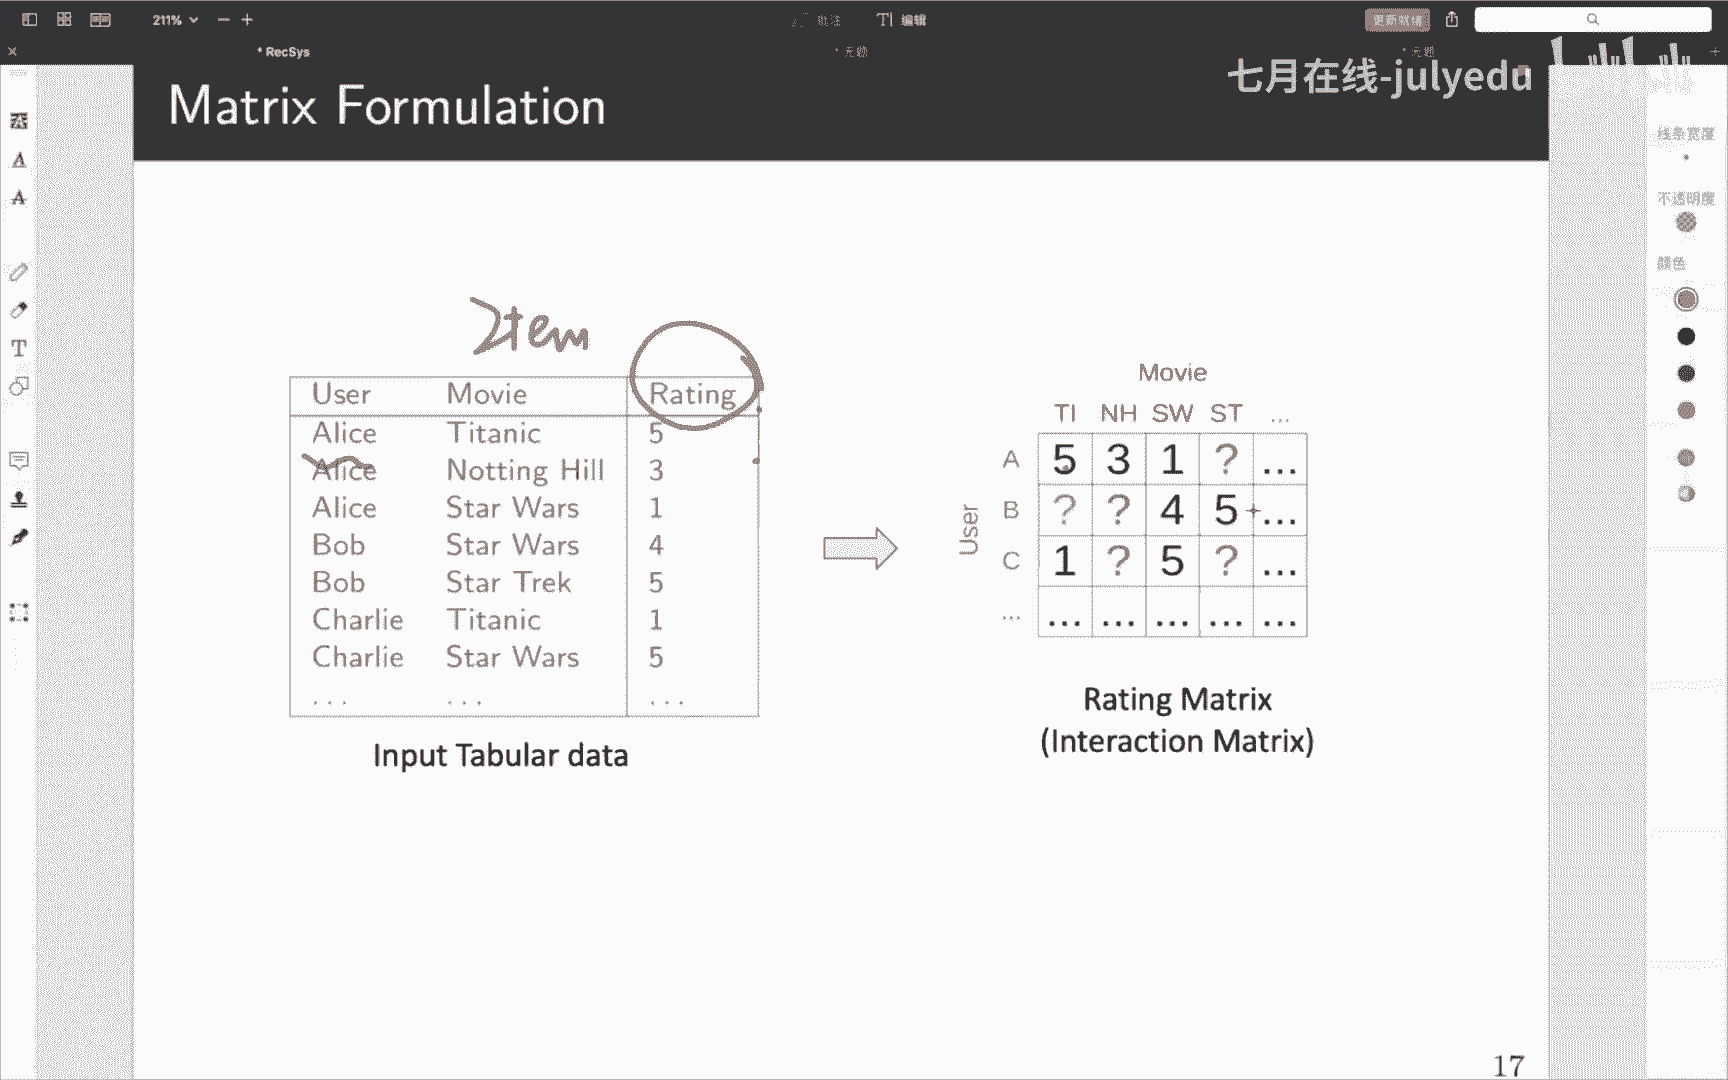 211%
批注
T| 编辑
更新就绪
* RecSys
* 无题
* 无题
七月在线-julyedu
Matrix Formulation
线条宽度
不透明度
颜色
Item
User Movie Rating
Alice Titanic 5
Alice Notting Hill 3
Alice Star Wars 1
Bob Star Wars 4
Bob Star Trek 5
Charlie Titanic 1
Charlie Star Wars 5
... ... ...
Input Tabular data
Movie
TI NH SW ST ...
User
A 5 3 1 ? ...
B ? ? 4 5 ...
C 1 ? 5 ? ...
... ... ... ... ... ...
Rating Matrix
(Interaction Matrix)
17